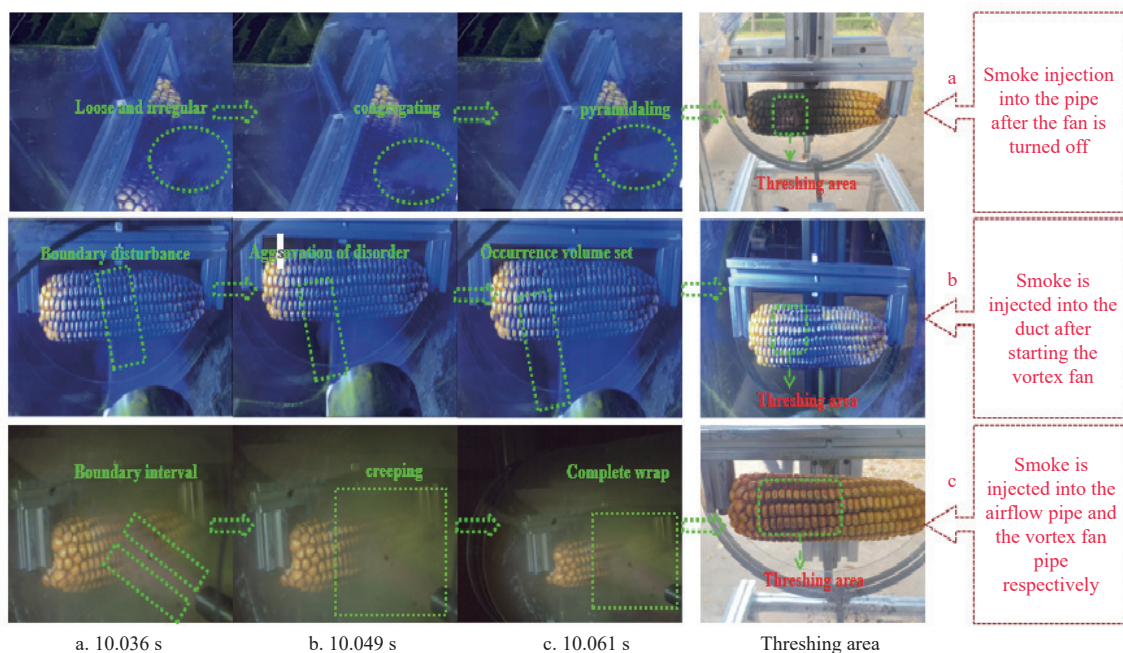 Loose and irregular
congregating
pyramidaling
Threshing area
a
Smoke injection
into the pipe
after the fan is
turned off
Boundary disturbance
Aggravation of disorder
Occurrence volume set
Threshing area
b
Smoke is
injected into the
duct after
starting the
vortex fan
Boundary interval
creeping
Complete wrap
Threshing area
c
Smoke is
injected into the
airflow pipe and
the vortex fan
pipe
respectively
a. 10.036 s
b. 10.049 s
c. 10.061 s
Threshing area